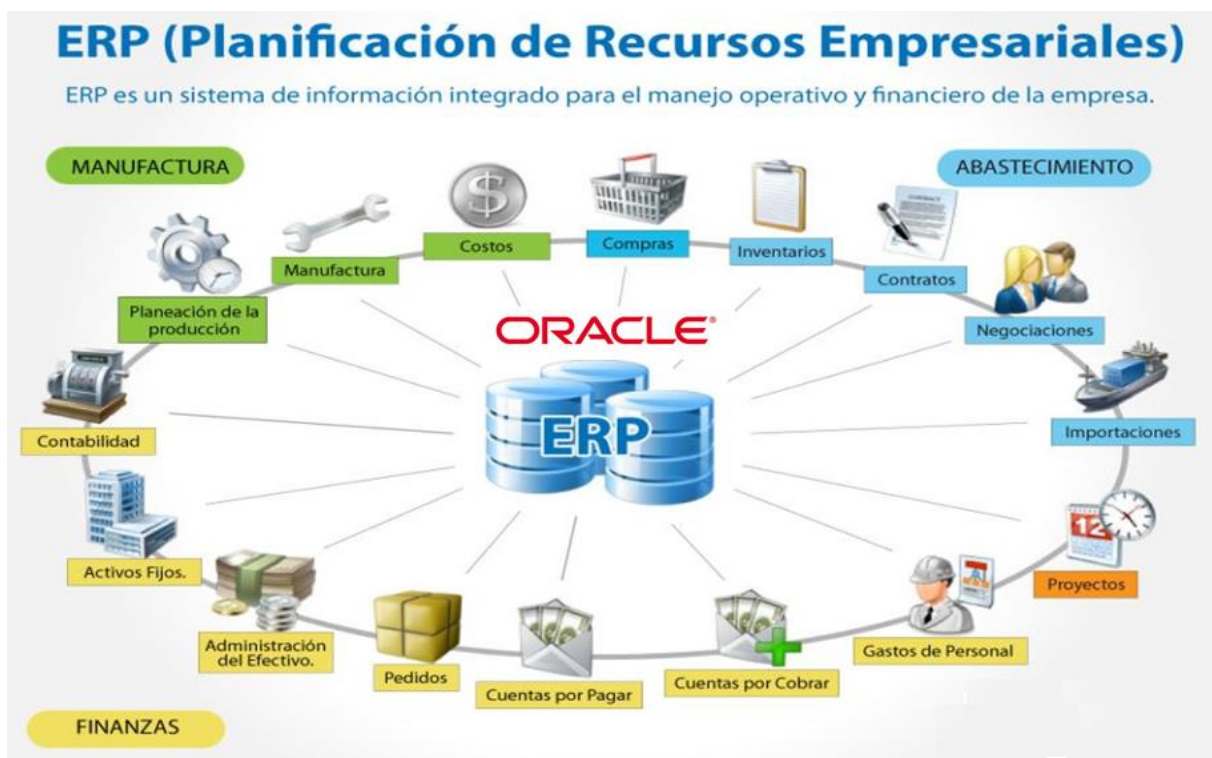 ERP (Planificación de Recursos Empresariales)
ERP es un sistema de información integrado para el manejo operativo y financiero de la empresa.
MANUFACTURA
ABASTECIMIENTO
CONTRACT
Costos
Compras
Inventarios
Manufactura
Contratos
Planeación de la
producción
Negociaciones
ORACLE®
ERP
Contabilidad
Importaciones
12
Activos Fijos.
Proyectos
Administración
del Efectivo.
Pedidos
Cuentas por Pagar
Cuentas por Cobrar
Gastos de Personal
FINANZAS